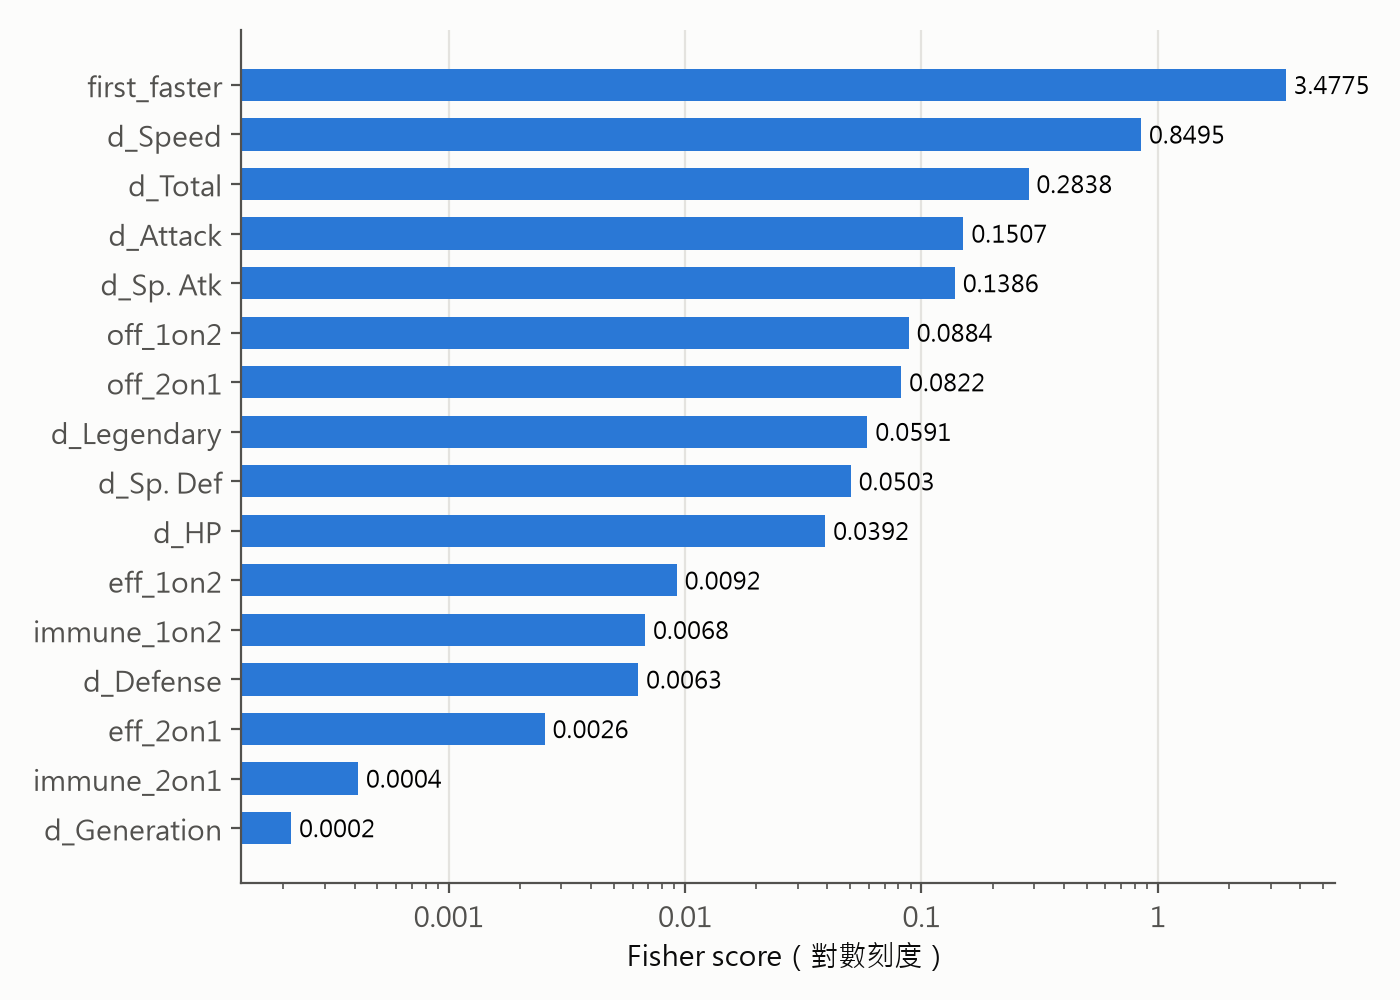 first_faster 3.4775
d_Speed 0.8495
d_Total 0.2838
d_Attack 0.1507
d_Sp. Atk 0.1386
off_1on2 0.0884
off_2on1 0.0822
d_Legendary 0.0591
d_Sp. Def 0.0503
d_HP 0.0392
eff_1on2 0.0092
immune_1on2 0.0068
d_Defense 0.0063
eff_2on1 0.0026
immune_2on1 0.0004
d_Generation 0.0002
0.001 0.01 0.1 1
Fisher score（對數刻度）